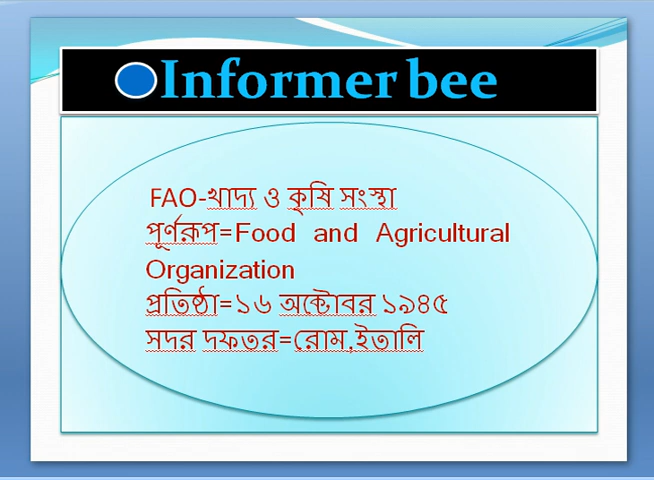 Informer bee
FAO-খাদ্য ও কৃষি সংস্থা
পূর্ণরূপ=Food and Agricultural
Organization
প্রতিষ্ঠা=১৬ অক্টোবর ১৯৪৫
সদর দফতর=রোম,ইতালি